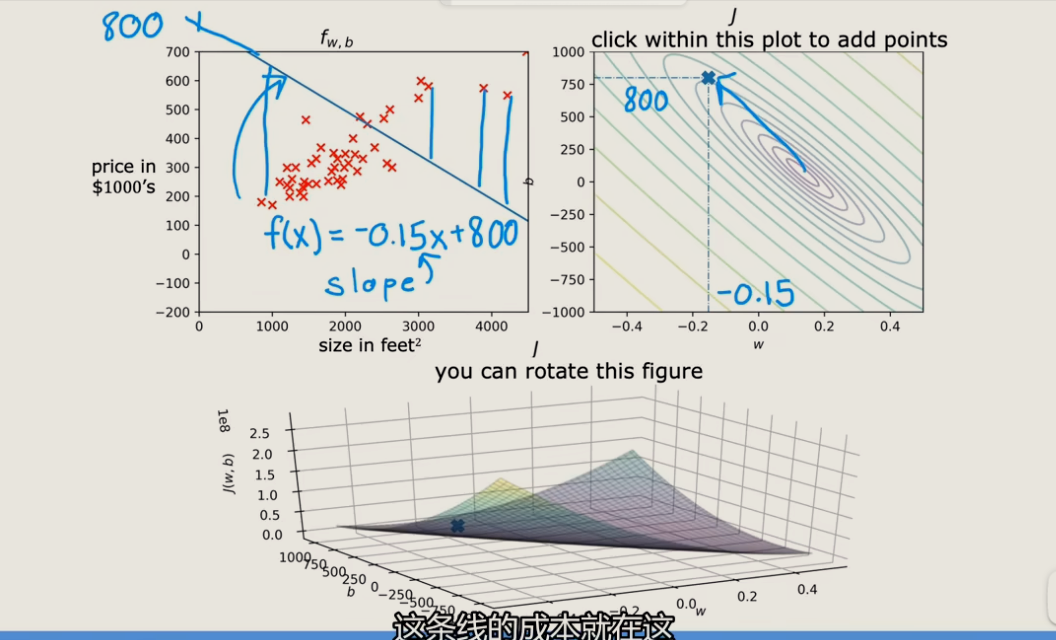 800
f_{w,b}
700
600
500
400
300
200
100
0
−100
−200
price in
$1000's
0
1000
2000
3000
4000
size in feet²
f(x) = -0.15x+800
slope
J
click within this plot to add points
1000
750
500
250
0
−250
−500
−750
−1000
b
800
-0.15
−0.4
−0.2
0.0
0.2
0.4
w
J
you can rotate this figure
1e8
J(w,b)
2.5
2.0
1.5
1.0
0.5
0.0
1000
750
500
250
0
−250
−500
−750
b
−0.2
0.0
0.2
0.4
w
这条线的成本就在这